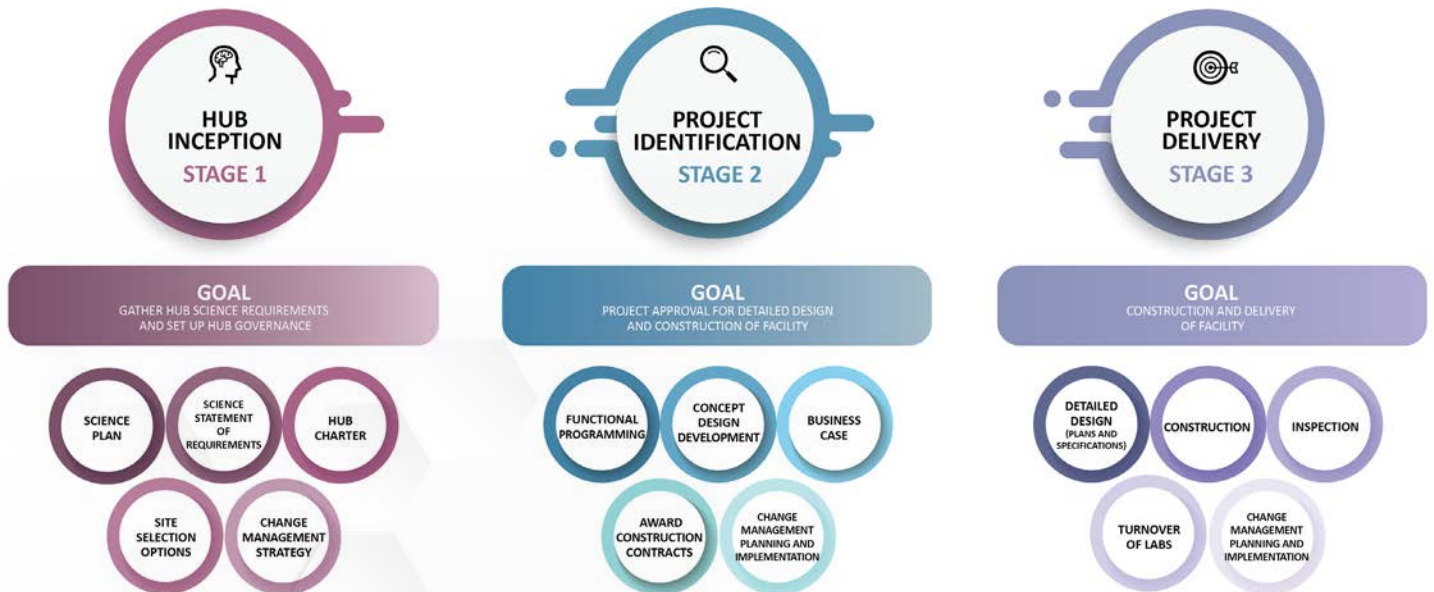 HUB
INCEPTION
STAGE 1
GOAL
GATHER HUB SCIENCE REQUIREMENTS
AND SET UP HUB GOVERNANCE
SCIENCE
PLAN
SCIENCE
STATEMENT
OF
REQUIREMENTS
HUB
CHARTER
SITE
SELECTION
OPTIONS
CHANGE
MANAGEMENT
STRATEGY
PROJECT
IDENTIFICATION
STAGE 2
GOAL
PROJECT APPROVAL FOR DETAILED DESIGN
AND CONSTRUCTION OF FACILITY
FUNCTIONAL
PROGRAMMING
CONCEPT
DESIGN
DEVELOPMENT
BUSINESS
CASE
AWARD
CONSTRUCTION
CONTRACTS
CHANGE
MANAGEMENT
PLANNING AND
IMPLEMENTATION
PROJECT
DELIVERY
STAGE 3
GOAL
CONSTRUCTION AND DELIVERY
OF FACILITY
DETAILED
DESIGN
(PLANS AND
SPECIFICATIONS)
CONSTRUCTION
INSPECTION
TURNOVER
OF LABS
CHANGE
MANAGEMENT
PLANNING AND
IMPLEMENTATION